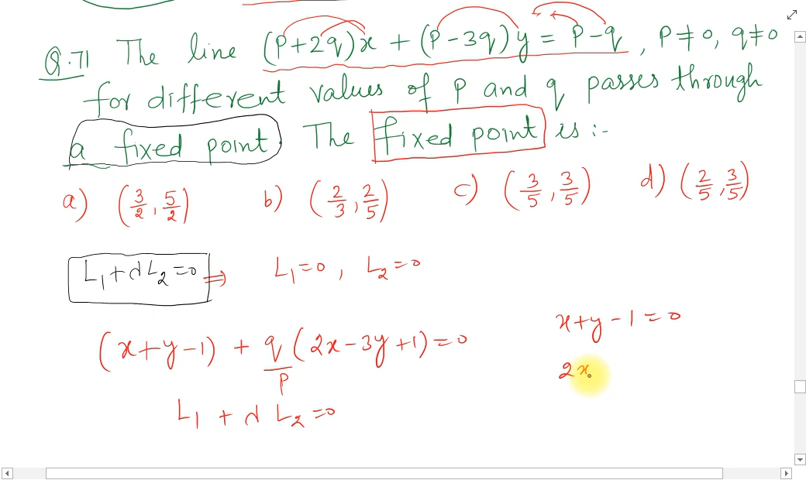 Q.71 The line (P+2q)x + (P-3q)y = P-q , P≠0, q≠0
for different values of P and q passes through
a fixed point. The fixed point is :-
a) (3/2, 5/2) b) (2/3, 2/5) c) (3/5, 3/5) d) (2/5, 3/5)
L₁+λL₂=0 ⇒ L₁=0 , L₂=0
(x+y-1) + q/p (2x-3y+1)=0
x+y-1=0
2x
L₁ + λ L₂=0